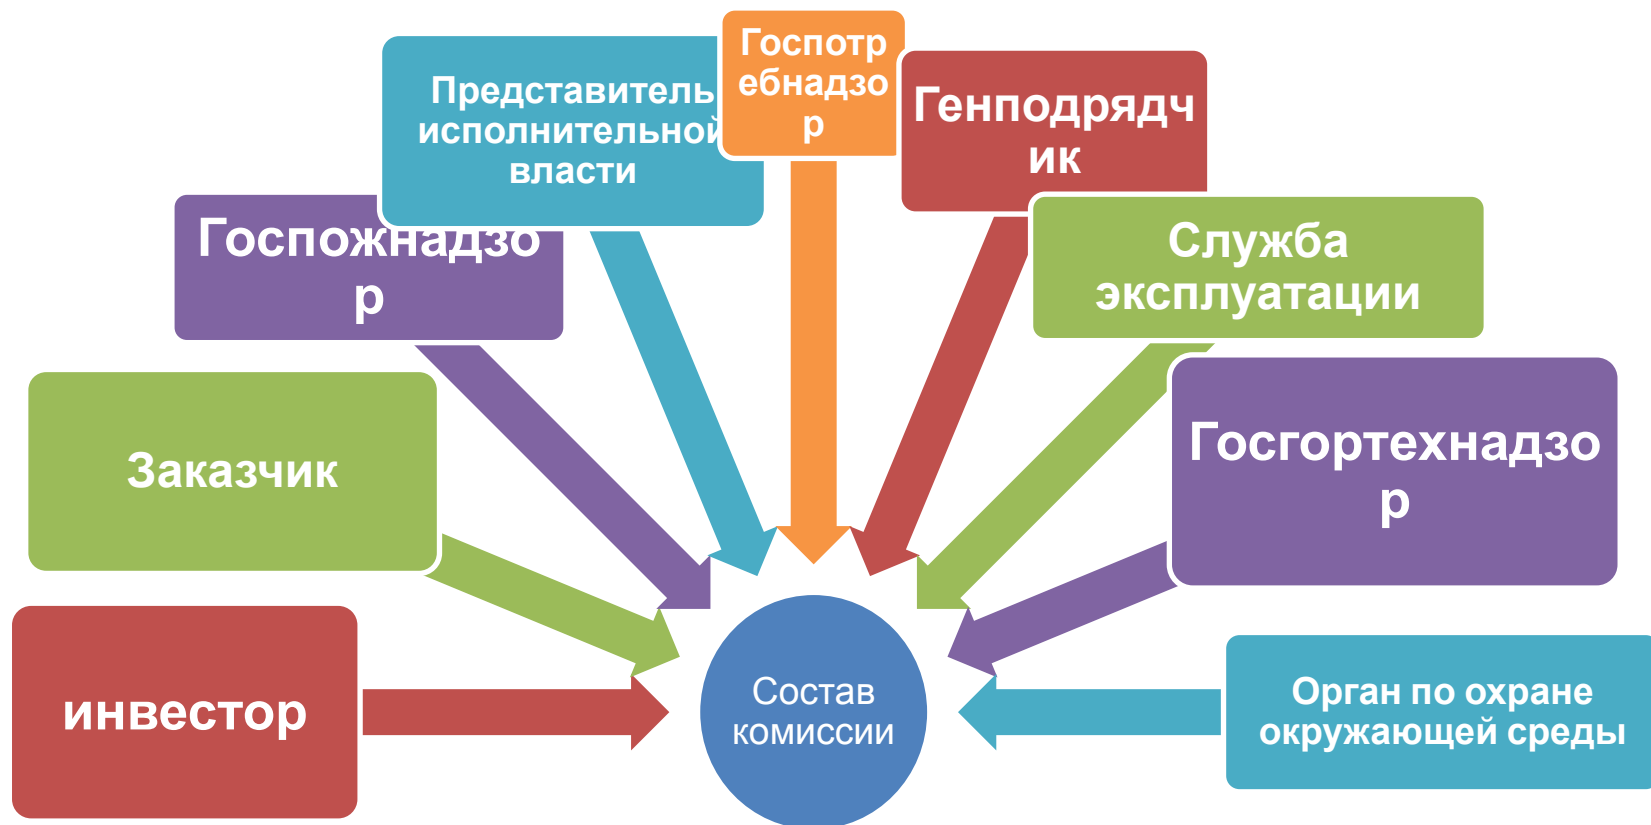 Госпотр
ебнадзо
р
Представитель
исполнительной
власти
Генподрядч
ик
Госпожнадзо
р
Служба
эксплуатации
Заказчик
Госгортехнадзо
р
инвестор
Состав
комиссии
Орган по охране
окружающей среды